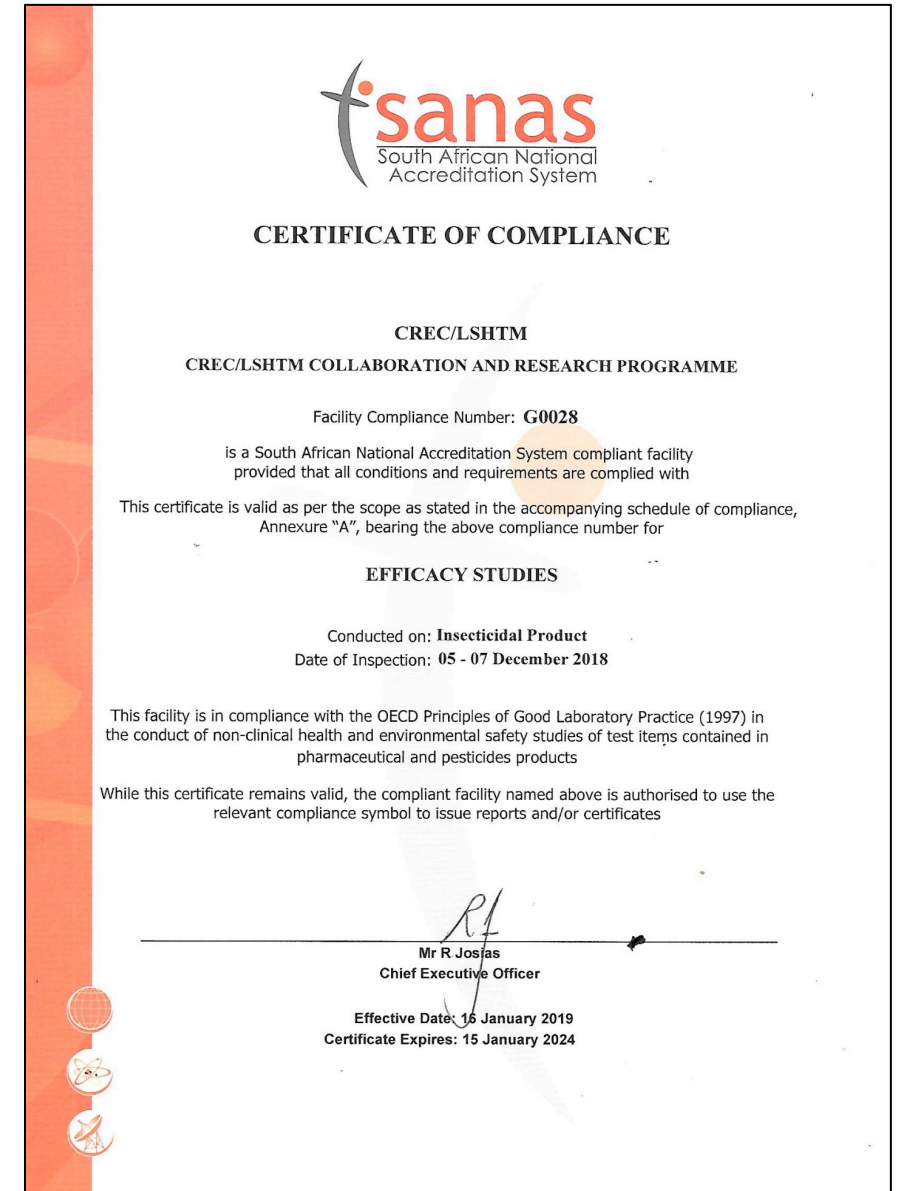 sanas
South African National
Accreditation System
CERTIFICATE OF COMPLIANCE
CREC/LSHTM
CREC/LSHTM COLLABORATION AND RESEARCH PROGRAMME
Facility Compliance Number: G0028
is a South African National Accreditation System compliant facility
provided that all conditions and requirements are complied with
This certificate is valid as per the scope as stated in the accompanying schedule of compliance,
Annexure “A”, bearing the above compliance number for
EFFICACY STUDIES
Conducted on: Insecticidal Product
Date of Inspection: 05 - 07 December 2018
This facility is in compliance with the OECD Principles of Good Laboratory Practice (1997) in
the conduct of non-clinical health and environmental safety studies of test items contained in
pharmaceutical and pesticides products
While this certificate remains valid, the compliant facility named above is authorised to use the
relevant compliance symbol to issue reports and/or certificates
Mr R Josias
Chief Executive Officer
Effective Date: 16 January 2019
Certificate Expires: 15 January 2024